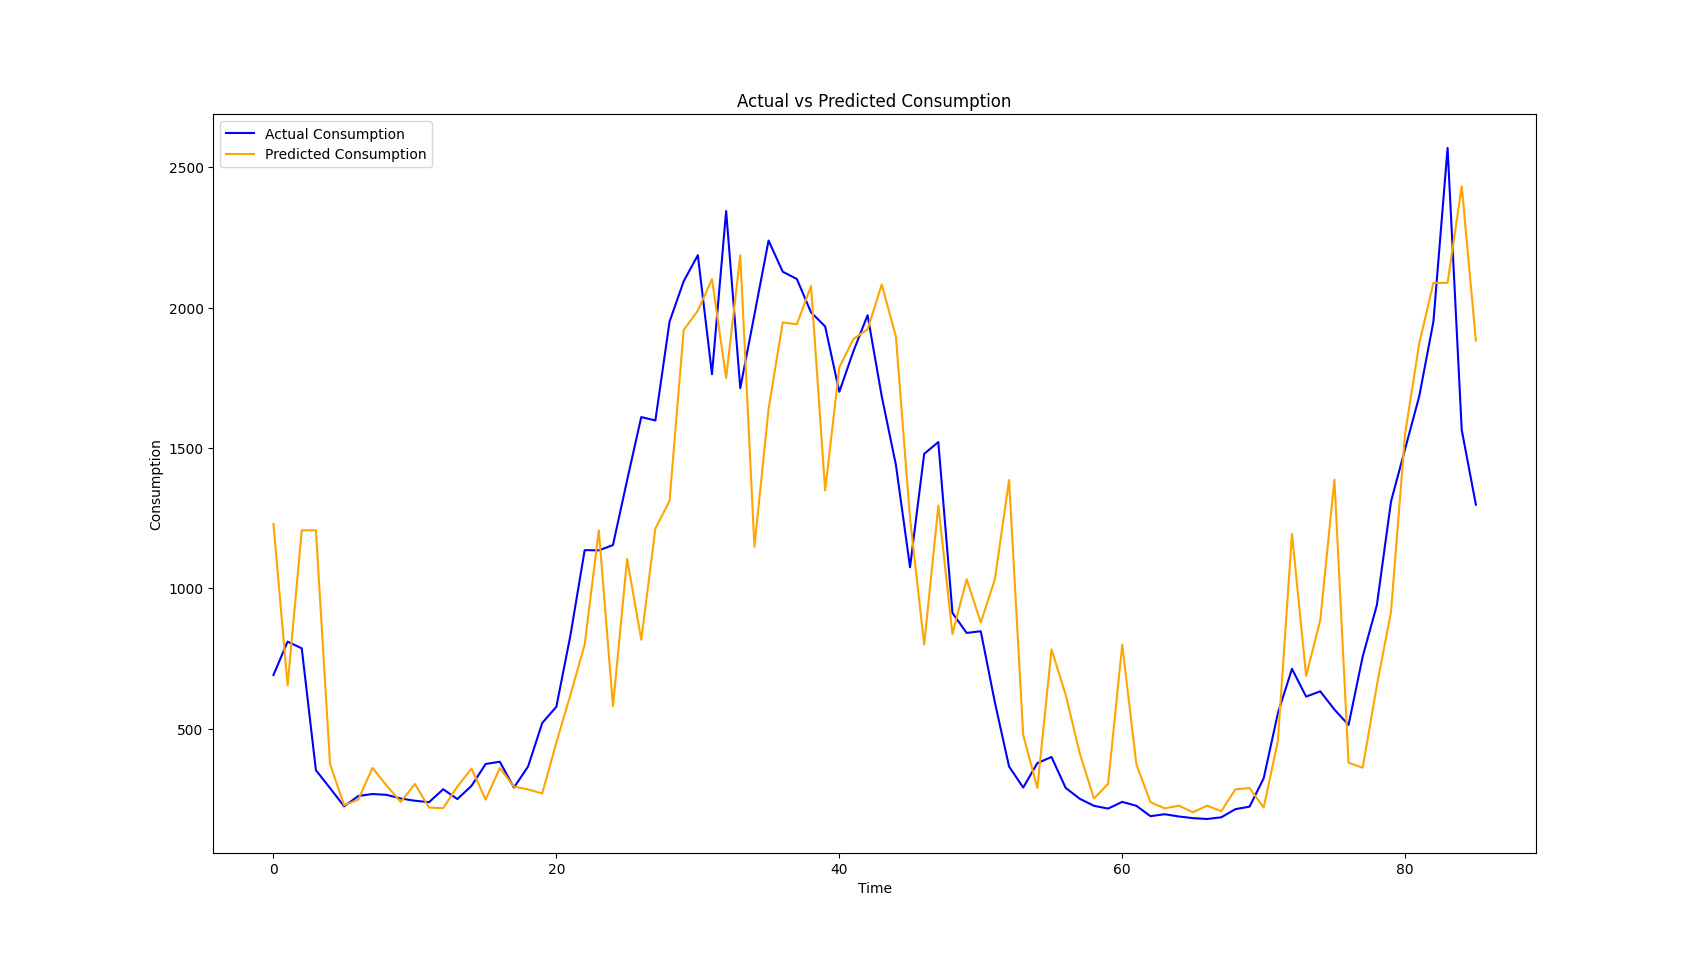 Actual vs Predicted Consumption
Actual Consumption
Predicted Consumption
2500
2000
1500
1000
500
Consumption
0 20 40 60 80
Time